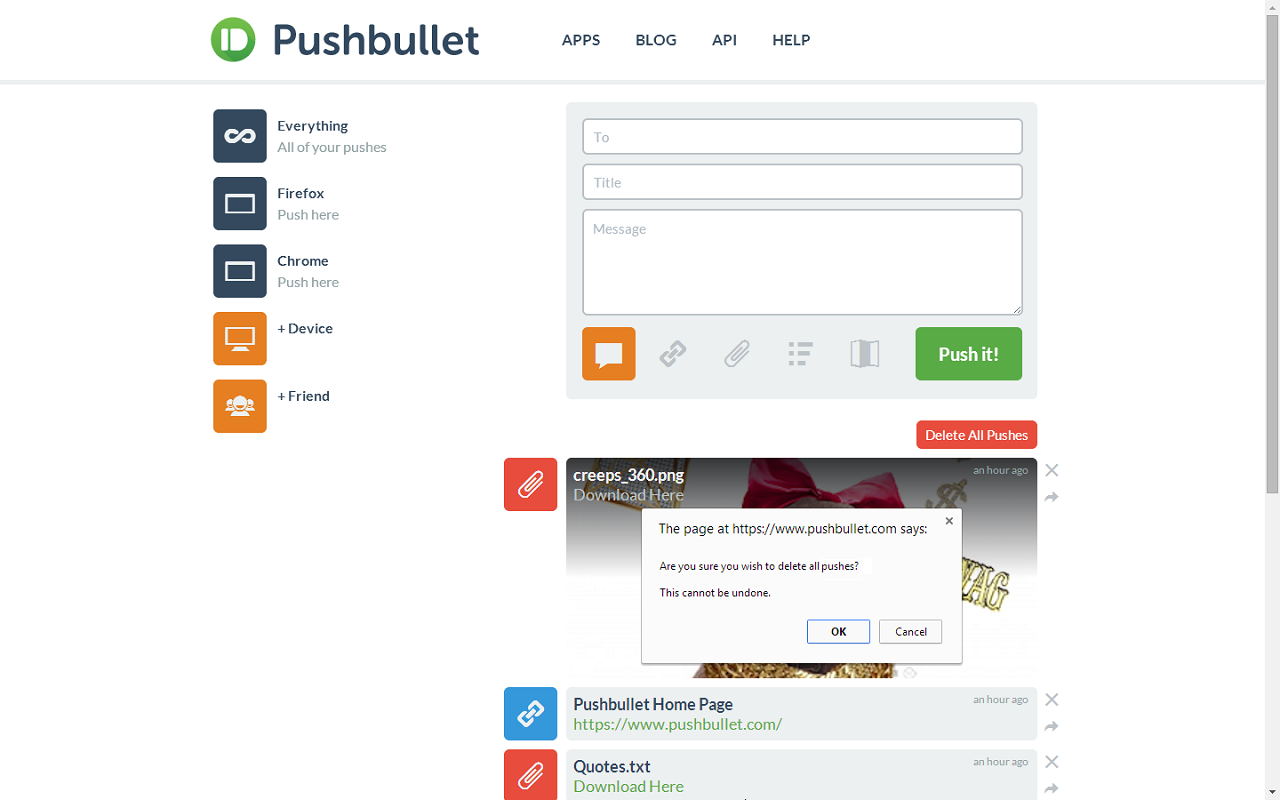 Pushbullet
APPS BLOG API HELP
Everything
All of your pushes
Firefox
Push here
Chrome
Push here
+ Device
+ Friend
To
Title
Message
Push it!
Delete All Pushes
creeps_360.png
an hour ago
Download Here
The page at https://www.pushbullet.com says:
Are you sure you wish to delete all pushes?
This cannot be undone.
OK Cancel
Pushbullet Home Page
an hour ago
https://www.pushbullet.com/
Quotes.txt
an hour ago
Download Here